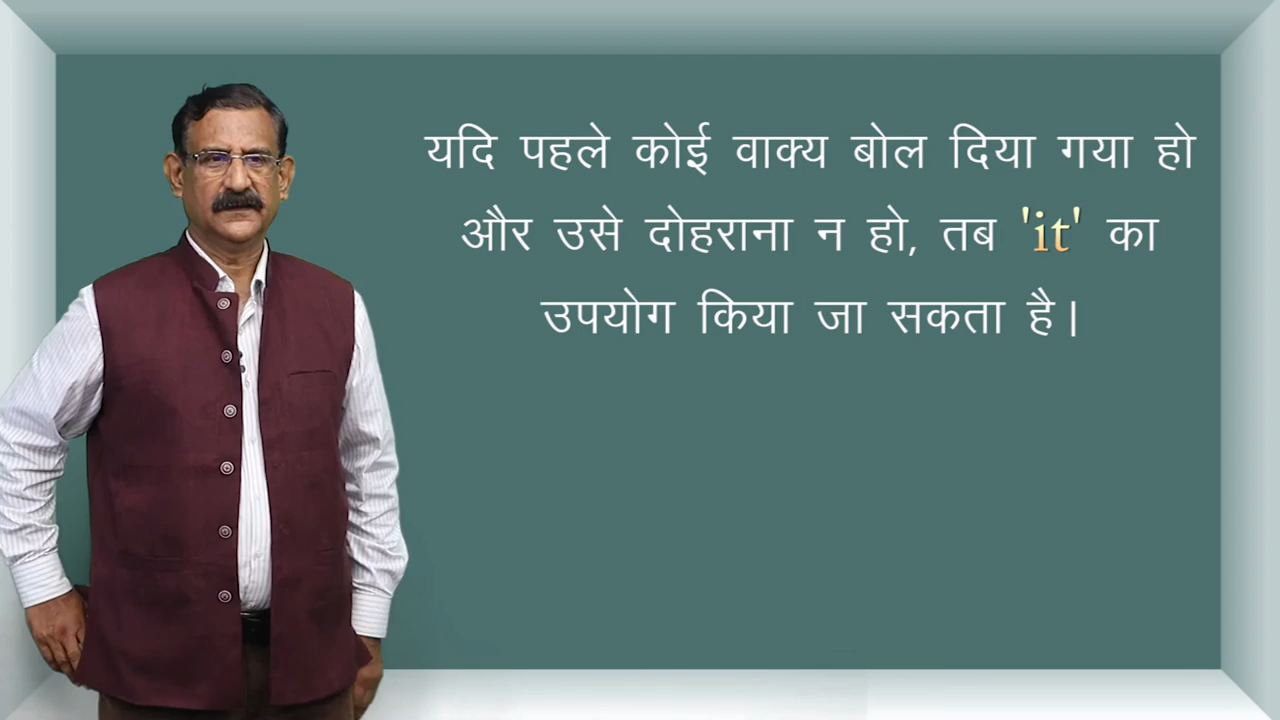 यदि पहले कोई वाक्य बोल दिया गया हो
और उसे दोहराना न हो, तब 'it' का
उपयोग किया जा सकता है।